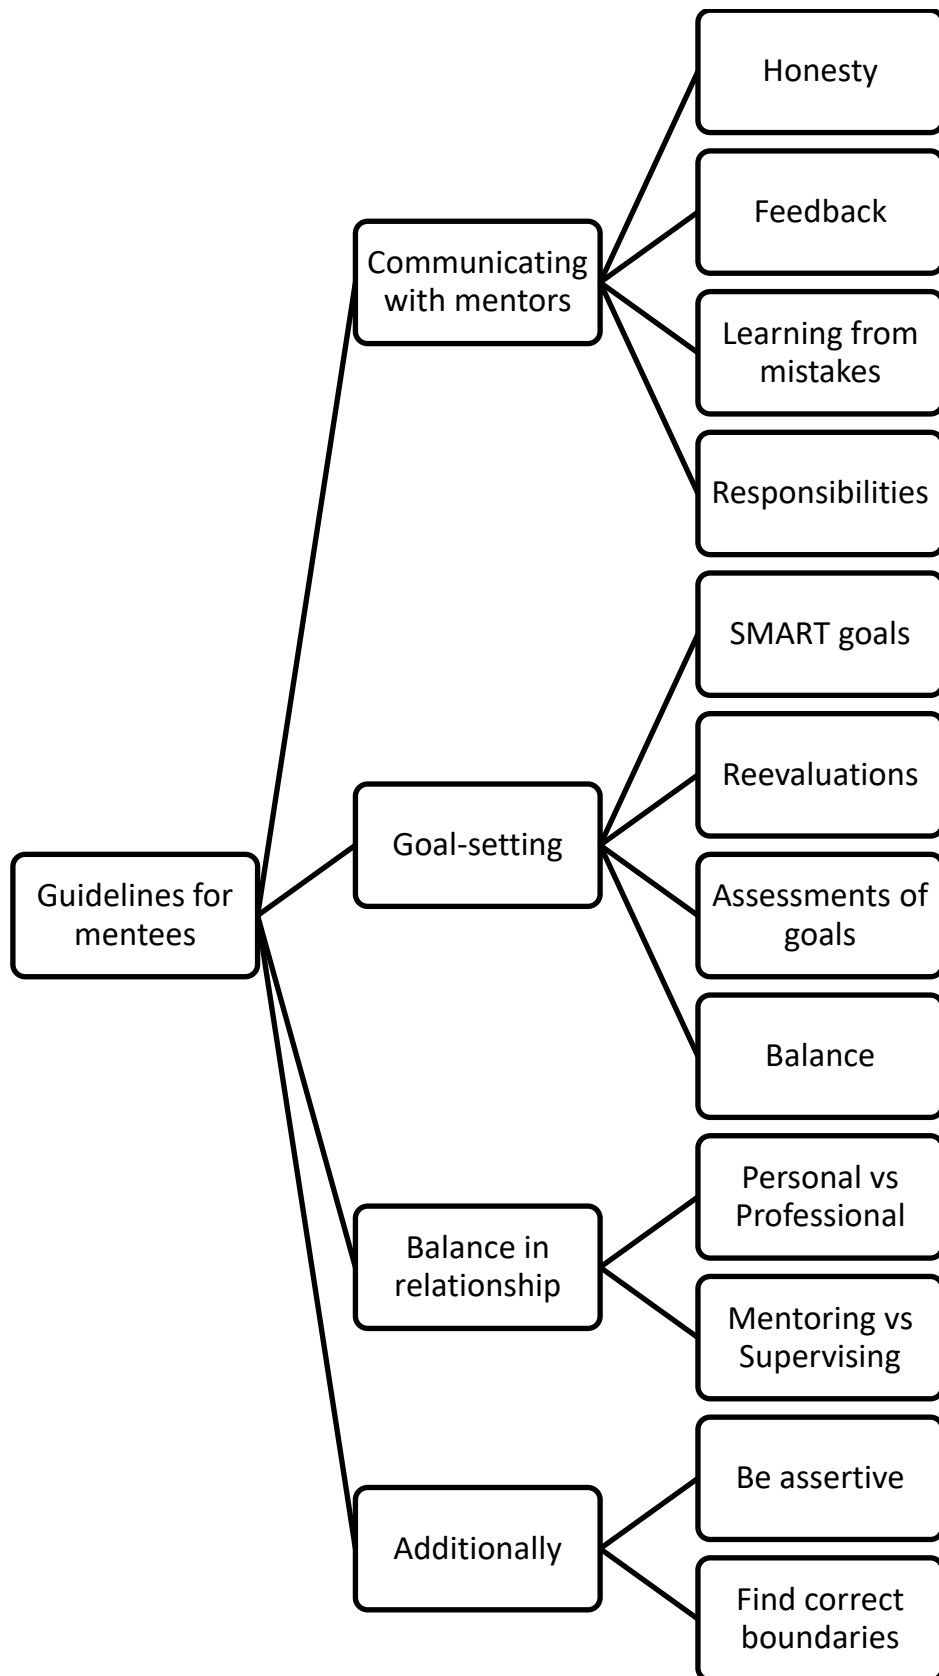 Guidelines for
mentees
Communicating
with mentors
Honesty
Feedback
Learning from
mistakes
Responsibilities
Goal-setting
SMART goals
Reevaluations
Assessments of
goals
Balance
Balance in
relationship
Personal vs
Professional
Mentoring vs
Supervising
Additionally
Be assertive
Find correct
boundaries